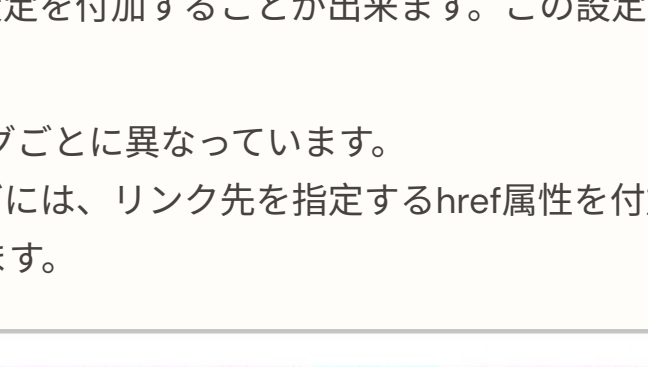 定を付加することが出来ます。この設定
ごとに異なっています。
には、リンク先を指定するhref属性を付
ます。